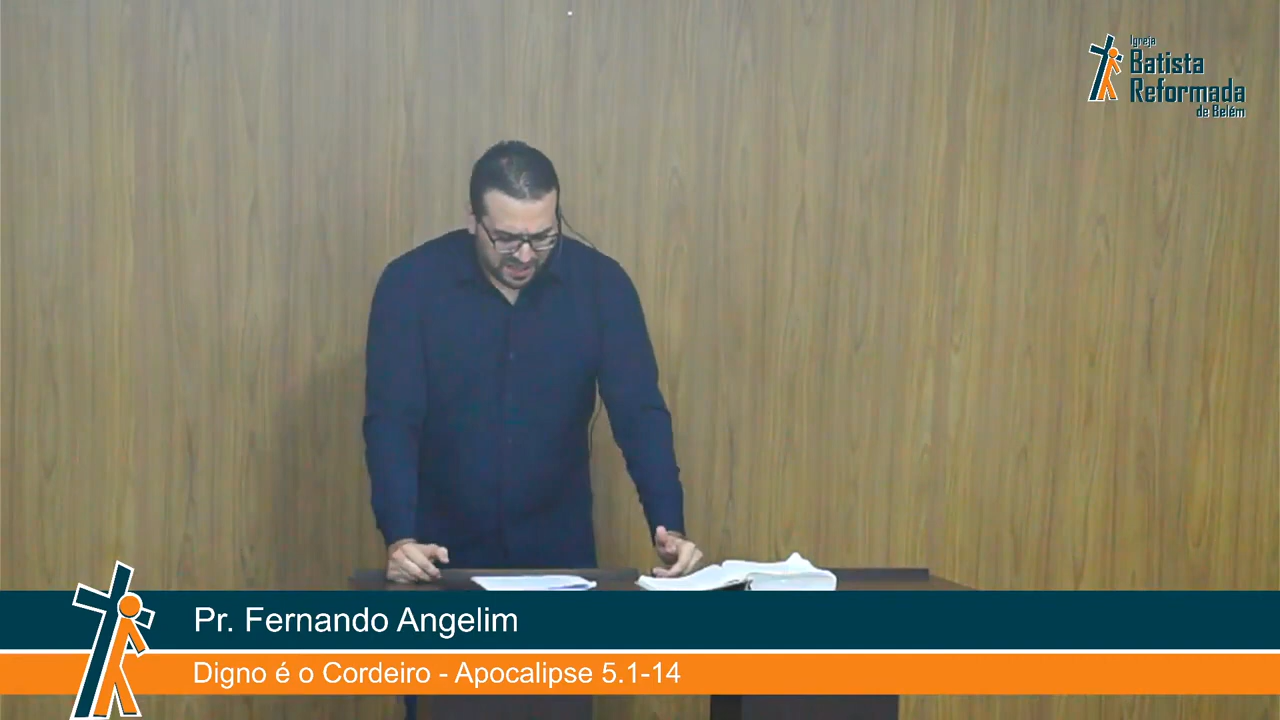 Igreja
Batista
Reformada
de Belém
Pr. Fernando Angelim
Digno é o Cordeiro - Apocalipse 5.1-14